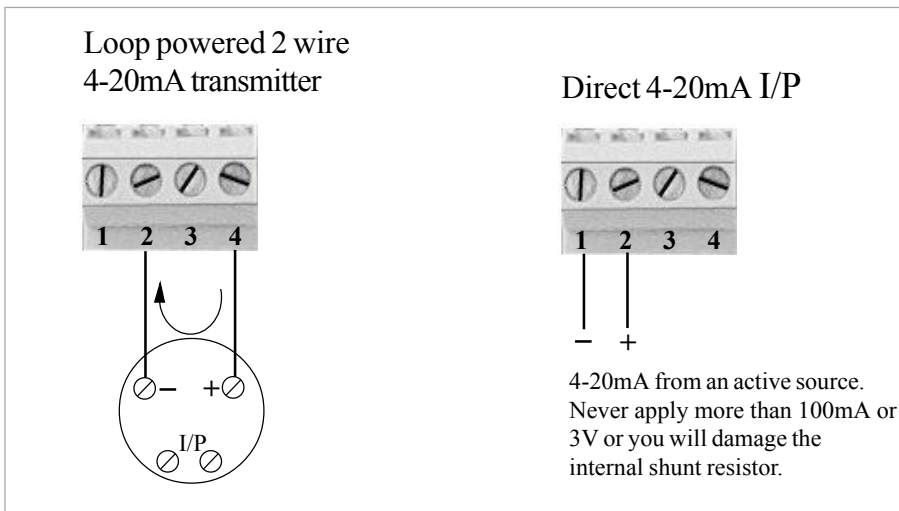 Loop powered 2 wire
4-20mA transmitter
1 2 3 4
− +
I/P
Direct 4-20mA I/P
1 2 3 4
− +
4-20mA from an active source.
Never apply more than 100mA or
3V or you will damage the
internal shunt resistor.